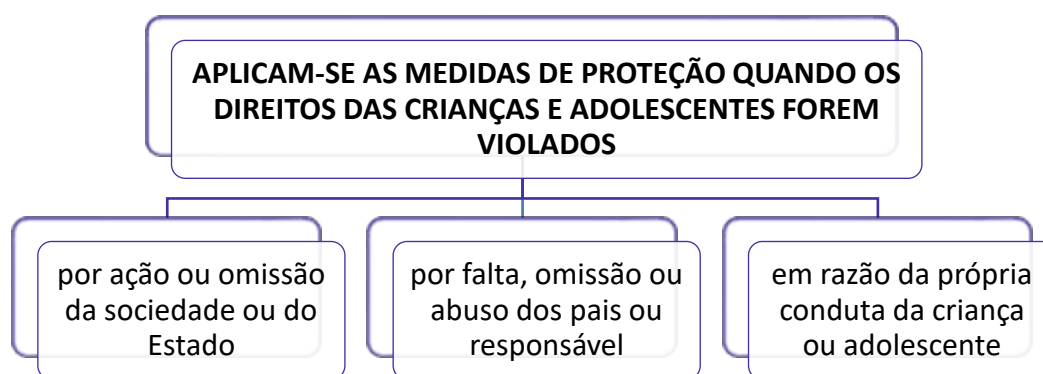 APLICAM-SE AS MEDIDAS DE PROTEÇÃO QUANDO OS
DIREITOS DAS CRIANÇAS E ADOLESCENTES FOREM
VIOLADOS
por ação ou omissão
da sociedade ou do
Estado
por falta, omissão ou
abuso dos pais ou
responsável
em razão da própria
conduta da criança
ou adolescente